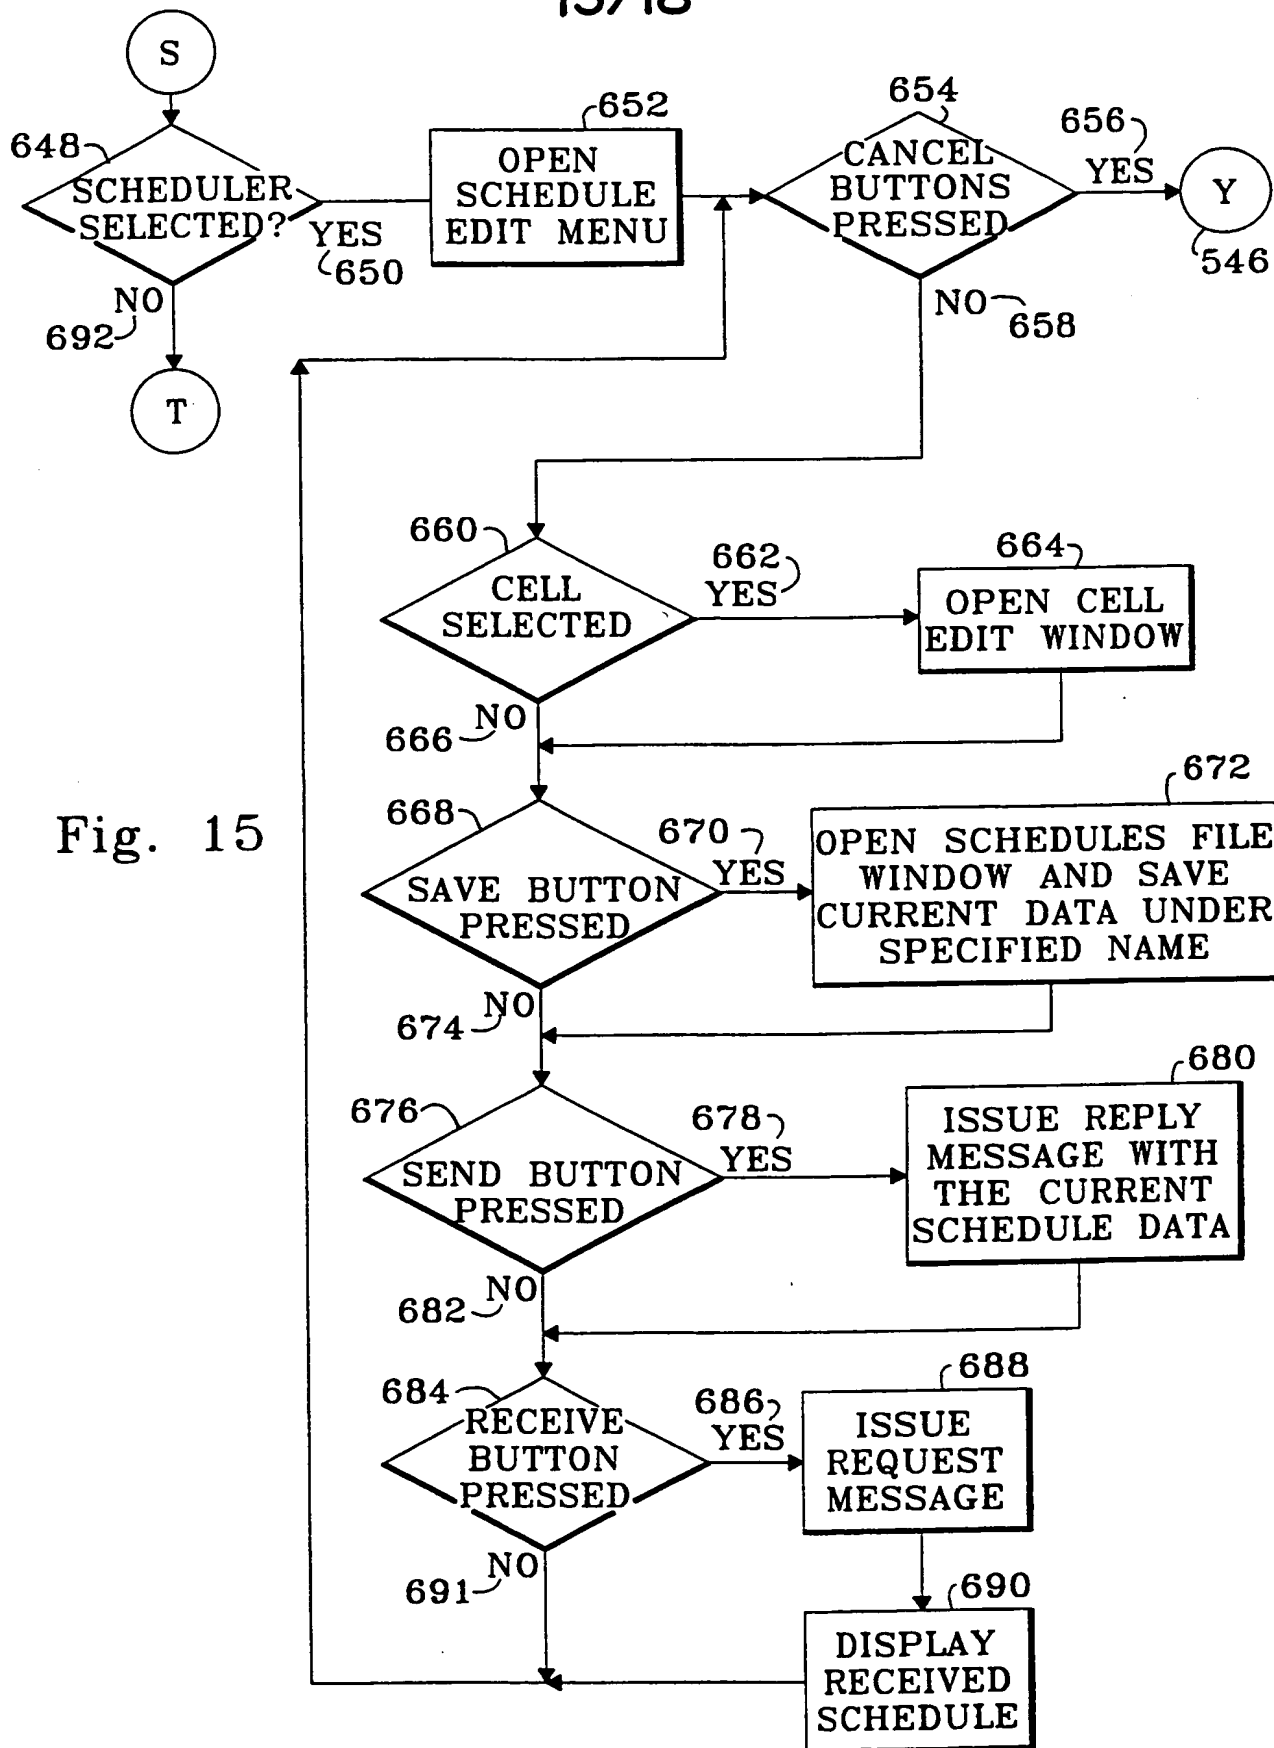 15/18
S
648
SCHEDULER
SELECTED?
YES
650
NO
692
T
652
OPEN
SCHEDULE
EDIT MENU
654
CANCEL
BUTTONS
PRESSED
656
YES
Y
546
NO
658
660
CELL
SELECTED
662
YES
664
OPEN CELL
EDIT WINDOW
NO
666
Fig. 15
668
SAVE BUTTON
PRESSED
670
YES
672
OPEN SCHEDULES FILE
WINDOW AND SAVE
CURRENT DATA UNDER
SPECIFIED NAME
NO
674
676
SEND BUTTON
PRESSED
678
YES
680
ISSUE REPLY
MESSAGE WITH
THE CURRENT
SCHEDULE DATA
NO
682
684
RECEIVE
BUTTON
PRESSED
686
YES
688
ISSUE
REQUEST
MESSAGE
NO
691
690
DISPLAY
RECEIVED
SCHEDULE